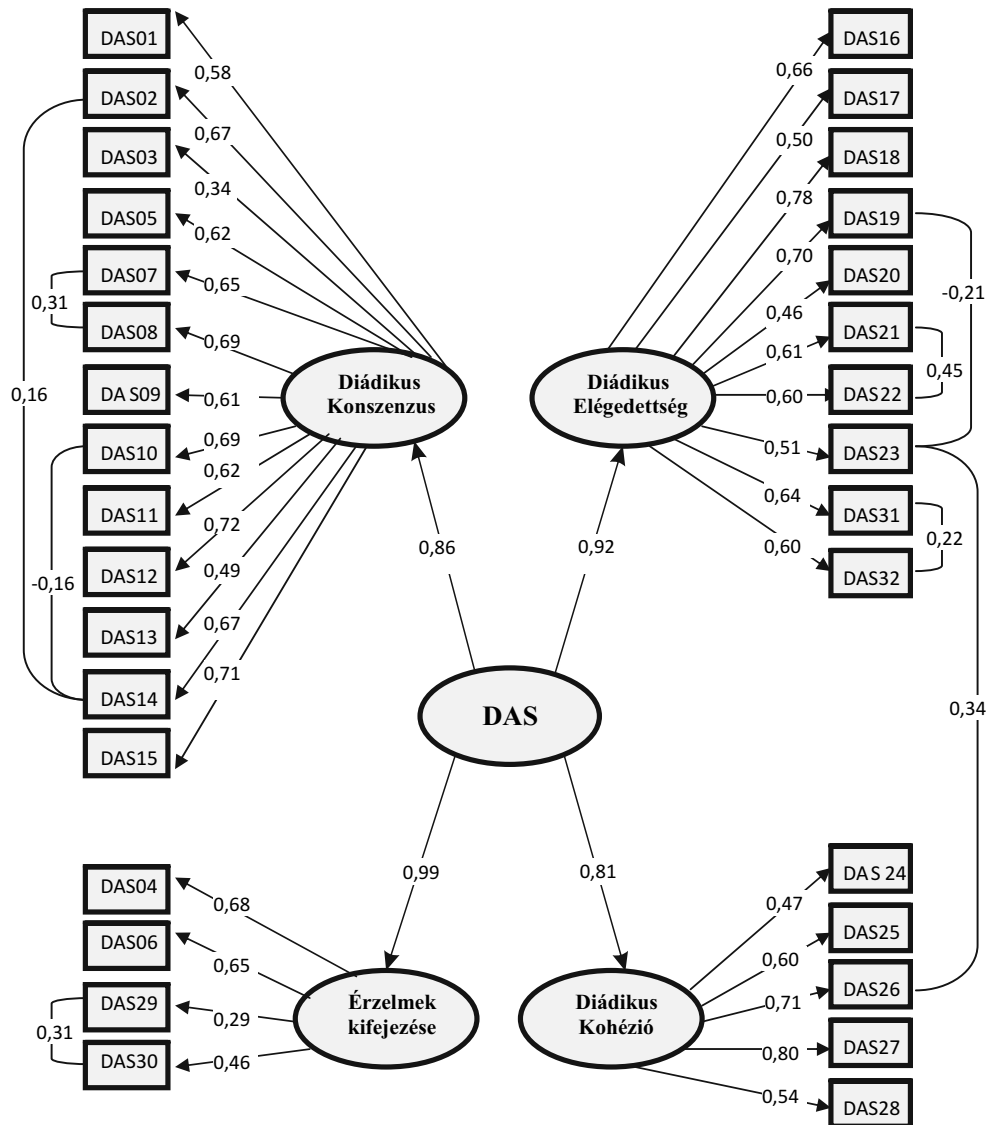 DAS01
DAS02
DAS03
DAS05
DAS07
DAS08
DAS09
DAS10
DAS11
DAS12
DAS13
DAS14
DAS15
0,58
0,67
0,34
0,62
0,65
0,69
0,61
0,69
0,62
0,72
0,49
0,67
0,71
0,31
0,16
-0,16
Diádikus
Konszenzus
Diádikus
Elégedettség
0,66
0,50
0,78
0,70
0,46
0,61
0,60
0,51
0,64
0,60
DAS16
DAS17
DAS18
DAS19
DAS20
DAS21
DAS22
DAS23
DAS31
DAS32
-0,21
0,45
0,22
0,34
0,86
0,92
DAS
0,99
0,81
DAS04
DAS06
DAS29
DAS30
0,31
0,68
0,65
0,29
0,46
Érzelmek
kifejezése
Diádikus
Kohézió
0,47
0,60
0,71
0,80
0,54
DAS 24
DAS25
DAS26
DAS27
DAS28